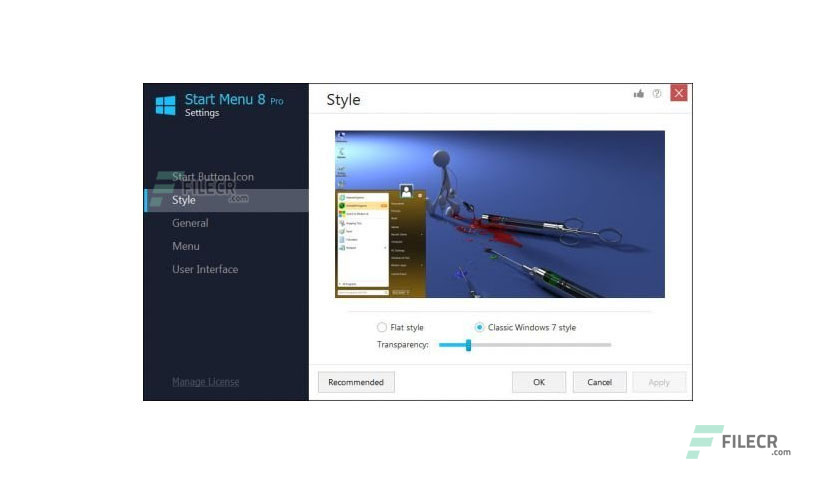 Start Menu 8 Pro
Settings
Start Button Icon
FILECR
.com
Style
General
Menu
User Interface
Manage License
Style
Flat style
Classic Windows 7 style
Transparency:
Recommended
OK
Cancel
Apply
FILECR
.com